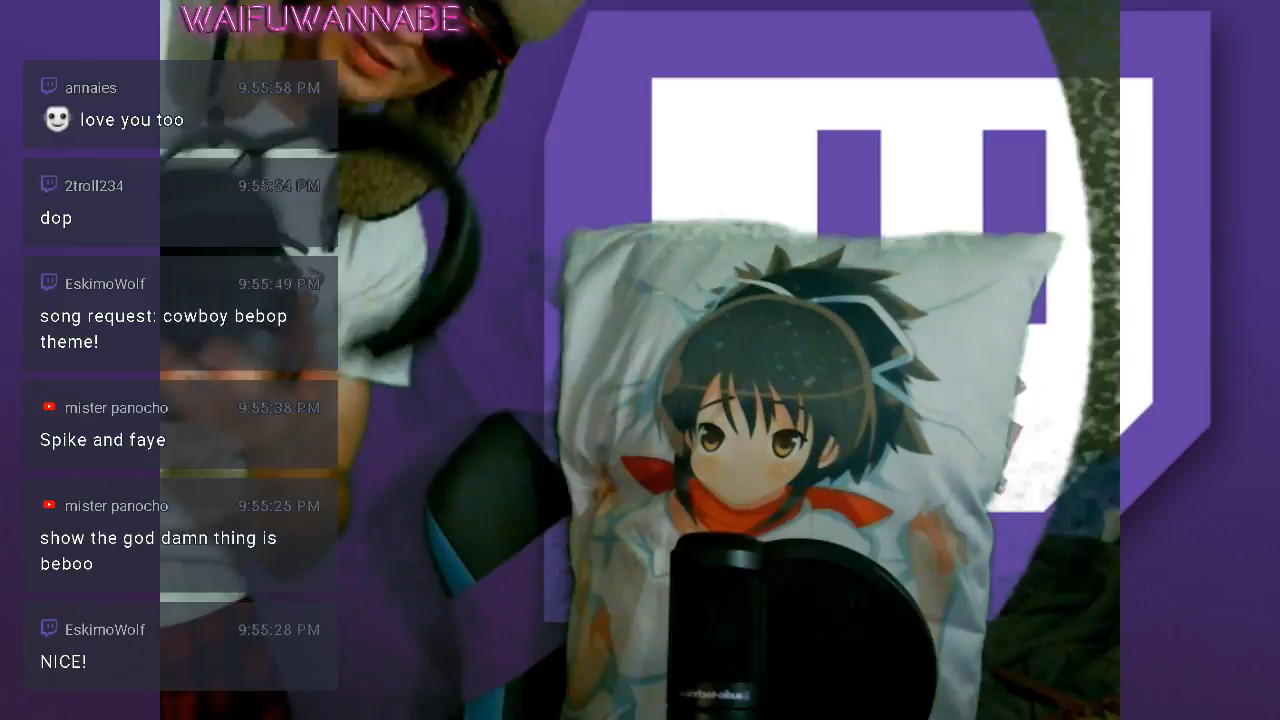 WAIFUWANNABE
annaies 9:55:58 PM
love you too
2troll234 9:55:54 PM
dop
EskimoWolf 9:55:49 PM
song request: cowboy bebop
theme!
mister panocho 9:55:38 PM
Spike and faye
mister panocho 9:55:25 PM
show the god damn thing is
beboo
EskimoWolf 9:55:28 PM
NICE!